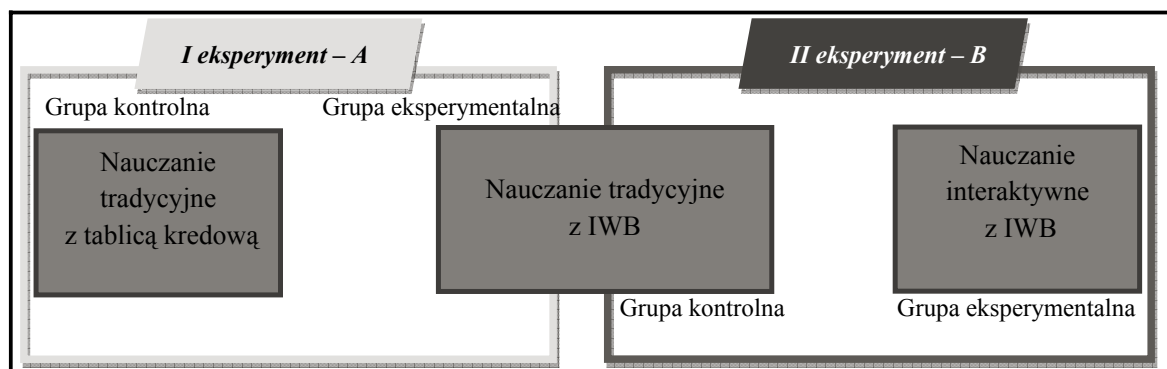 I eksperyment – A
II eksperyment – B
Grupa kontrolna
Grupa eksperymentalna
Nauczanie
tradycyjne
z tablicą kredową
Nauczanie tradycyjne
z IWB
Nauczanie
interaktywne
z IWB
Grupa kontrolna
Grupa eksperymentalna